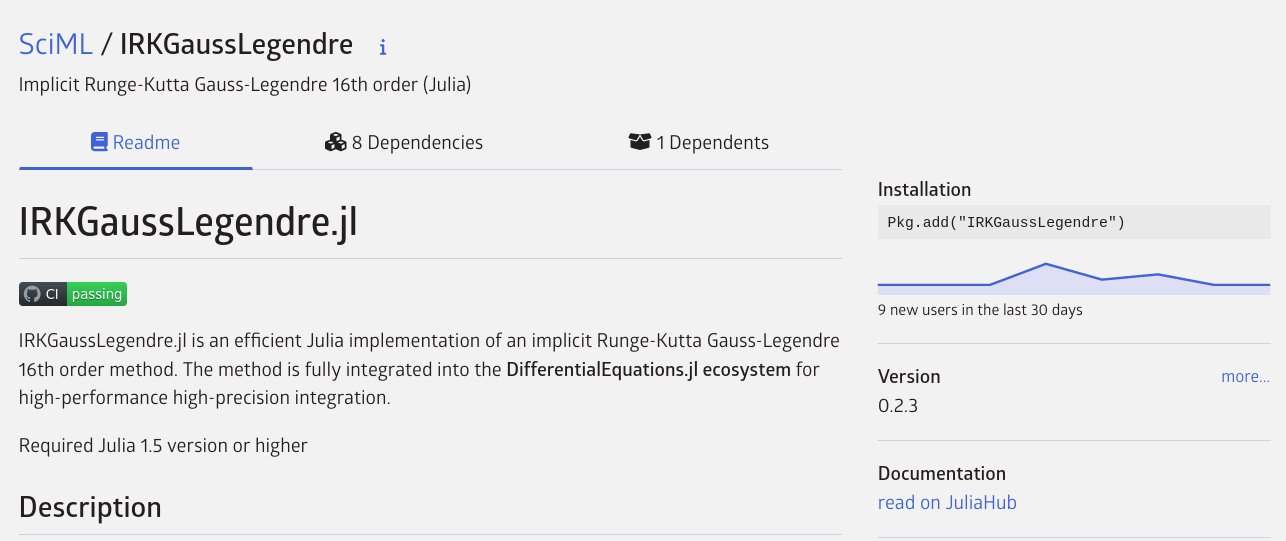 SciML / IRKGaussLegendre i
Implicit Runge-Kutta Gauss-Legendre 16th order (Julia)
Readme
8 Dependencies
1 Dependents
IRKGaussLegendre.jl
CI passing
IRKGaussLegendre.jl is an efficient Julia implementation of an implicit Runge-Kutta Gauss-Legendre
16th order method. The method is fully integrated into the DifferentialEquations.jl ecosystem for
high-performance high-precision integration.
Required Julia 1.5 version or higher
Description
Installation
Pkg.add("IRKGaussLegendre")
9 new users in the last 30 days
Version more...
0.2.3
Documentation
read on JuliaHub